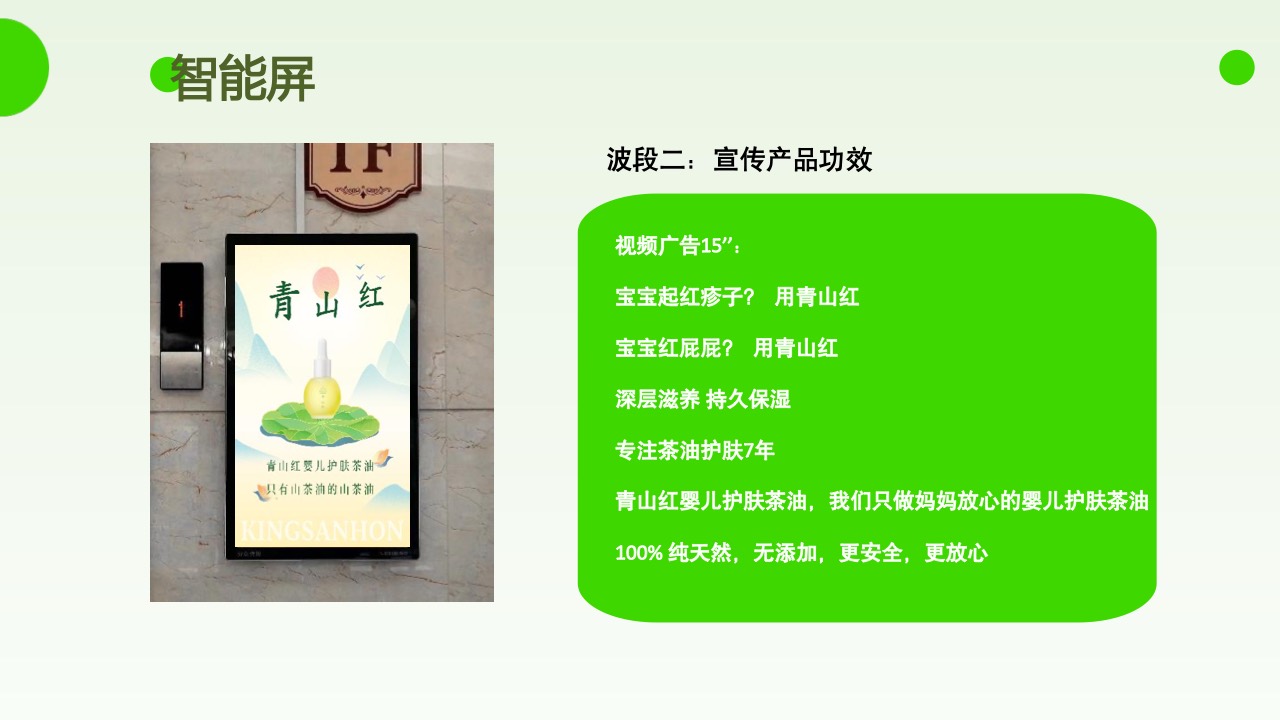 智能屏
1F
1
青山红
青山红婴儿护肤茶油
只有山茶油的山茶油
KINGSANHON
波段二：宣传产品功效
视频广告15″：
宝宝起红疹子？ 用青山红
宝宝红屁屁？ 用青山红
深层滋养 持久保湿
专注茶油护肤7年
青山红婴儿护肤茶油，我们只做妈妈放心的婴儿护肤茶油
100% 纯天然，无添加，更安全，更放心